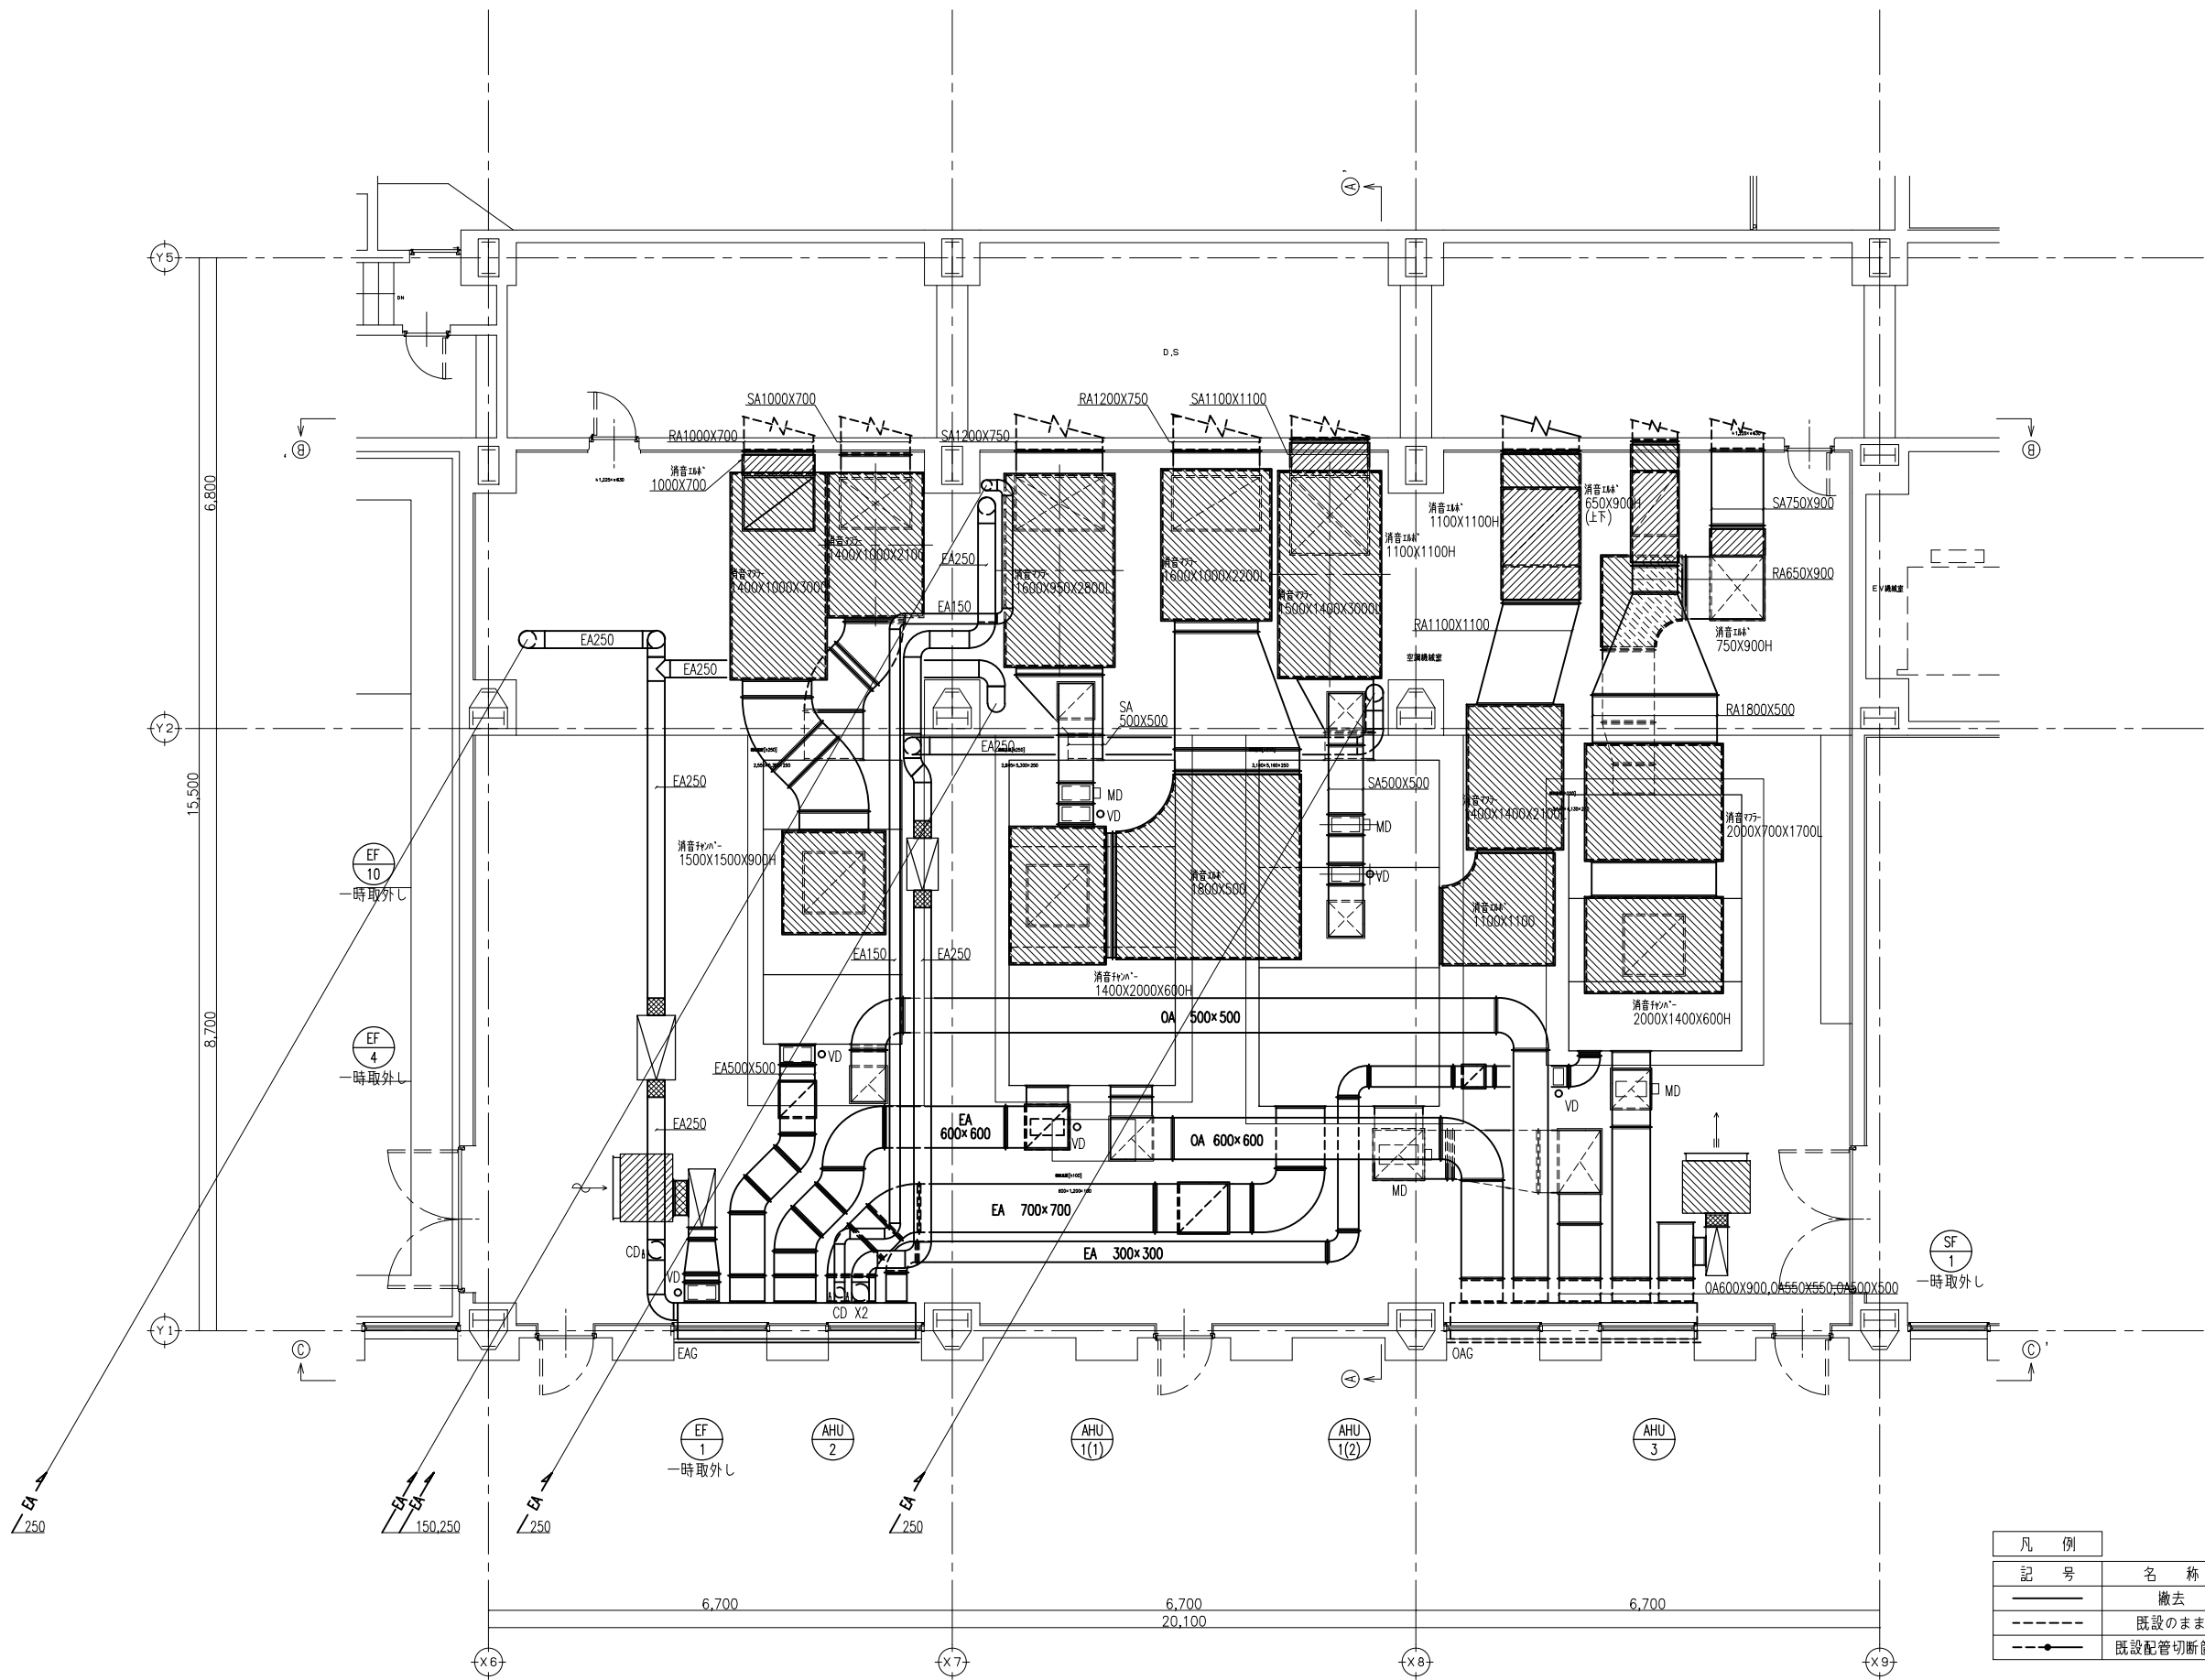 A
Y5
DN
D.S
SA1000X700
RA1200X750
SA1100X1100
RA1000X700
SA1200X750
B
B
消音ｴﾙﾎﾞ
1000X700
消音ｴﾙﾎﾞ
1100X1100H
消音ｴﾙﾎﾞ
650X900H
(上下)
SA750X900
6,800
消音ﾏﾌﾗｰ
1400X1000X2100
消音ｴﾙﾎﾞ
1100X1100H
EA250
消音ﾏﾌﾗｰ
1400X1000X3000
消音ﾏﾌﾗｰ
1600X950X2800L
消音ﾏﾌﾗｰ
1600X1000X2200L
RA650X900
EV機械室
EA150
消音ﾏﾌﾗｰ
1500X1400X3000L
RA1100X1100
EA250
消音ｴﾙﾎﾞ
750X900H
EA250
空調機械室
SA
500X500
RA1800X500
Y2
EA250
EA250
SA500X500
15,500
MD
VD
MD
消音ﾏﾌﾗｰ
1400X1400X2100L
消音ﾏﾌﾗｰ
2000X700X1700L
消音ﾁｬﾝﾊﾞｰ
1500X1500X900H
EF
10
一時取外し
消音ｴﾙﾎﾞ
1800X500
VD
消音ｴﾙﾎﾞ
1100X1100
EA150
EA250
消音ﾁｬﾝﾊﾞｰ
1400X2000X600H
消音ﾁｬﾝﾊﾞｰ
2000X1400X600H
OA 500×500
8,700
EF
4
一時取外し
VD
EA500X500
MD
VD
EA250
EA
600×600
VD
OA 600×600
MD
EA 700×700
CD
EA 300×300
SF
1
一時取外し
VD
OA600X900,OA550X550,OA500X500
CD X2
Y1
C
EAG
OAG
C
A
EF
1
一時取外し
AHU
2
AHU
1(1)
AHU
1(2)
AHU
3
EA
250
EA
EA
150,250
EA
250
EA
250
凡 例
記 号
名 称
撤去
既設のまま
既設配管切断
6,700
6,700
6,700
20,100
X6
X7
X8
X9